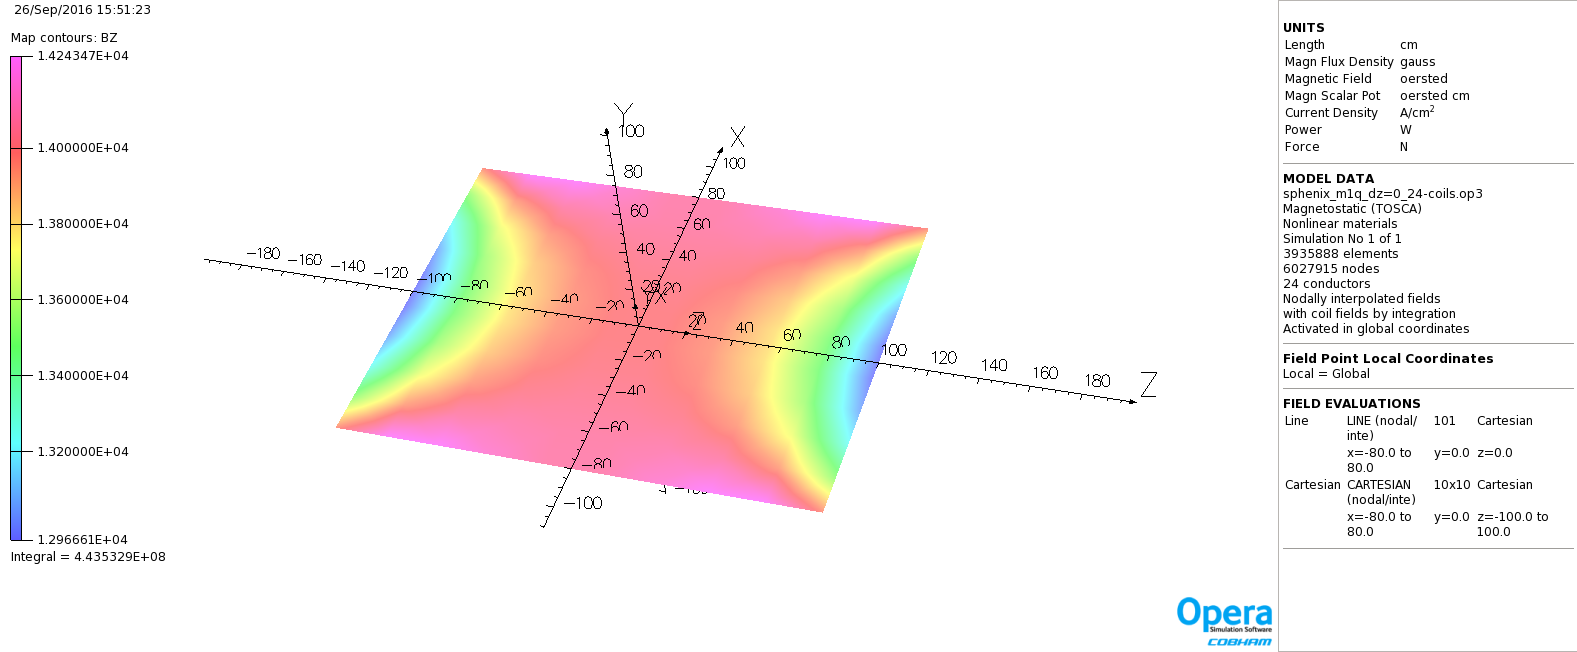 26/Sep/2016 15:51:23
Map contours: BZ
1.424347E+04
1.400000E+04
1.380000E+04
1.360000E+04
1.340000E+04
1.320000E+04
1.296661E+04
Integral = 4.435329E+08
Y
100
80
60
40
20
X
100
80
60
40
20
Y
X
Z
-180
-160
-140
-120
-100
-80
-60
-40
-20
20
40
60
80
100
120
140
160
180
Z
-20
-40
-60
-80
-100
UNITS
Length cm
Magn Flux Density gauss
Magnetic Field oersted
Magn Scalar Pot oersted cm
Current Density A/cm2
Power W
Force N
MODEL DATA
sphenix_m1q_dz=0_24-coils.op3
Magnetostatic (TOSCA)
Nonlinear materials
Simulation No 1 of 1
3935888 elements
6027915 nodes
24 conductors
Nodally interpolated fields
with coil fields by integration
Activated in global coordinates
Field Point Local Coordinates
Local = Global
FIELD EVALUATIONS
Line LINE (nodal/ 101 Cartesian
inte)
x=-80.0 to y=0.0 z=0.0
80.0
Cartesian CARTESIAN 10x10 Cartesian
(nodal/inte)
x=-80.0 to y=0.0 z=-100.0 to
80.0 100.0
Opera
Simulation Software
COBHAM